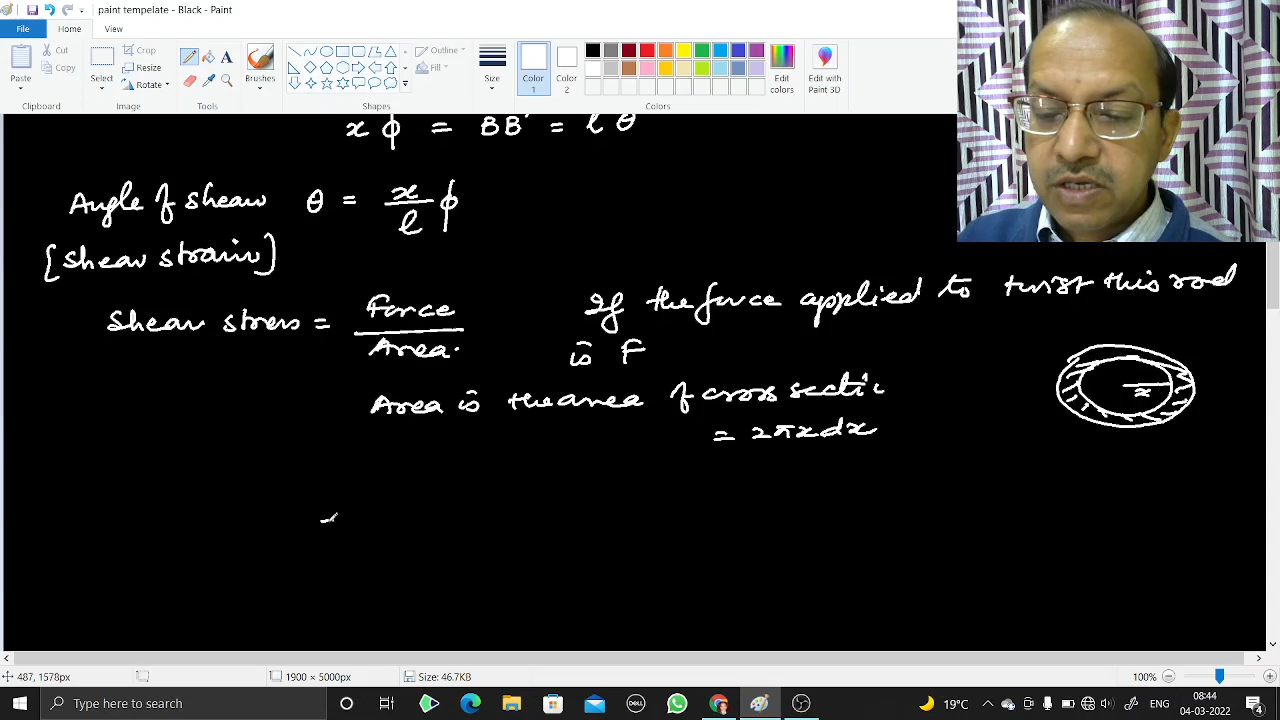 paint template - Black - Paint
File Home View
Paste Cut Copy Clipboard
Select Crop Resize Rotate Image
Tools
Brushes
Shapes Outline Fill
Size
Color 1 Color 2 Colors
Edit colors
Edit with Paint 3D
x φ = BB' = l θ
Angle of shear θ = x/l φ
[shear strain]
Shear stress = Force/Area.
If the force applied to twist this rod
is F
Area is the area of cross sectio
= 2πxdx
x
487, 1578px 1900 × 5000px Size: 46.7KB 100%
Type here to search
DELL
19°C ENG 08:44 04-03-2022